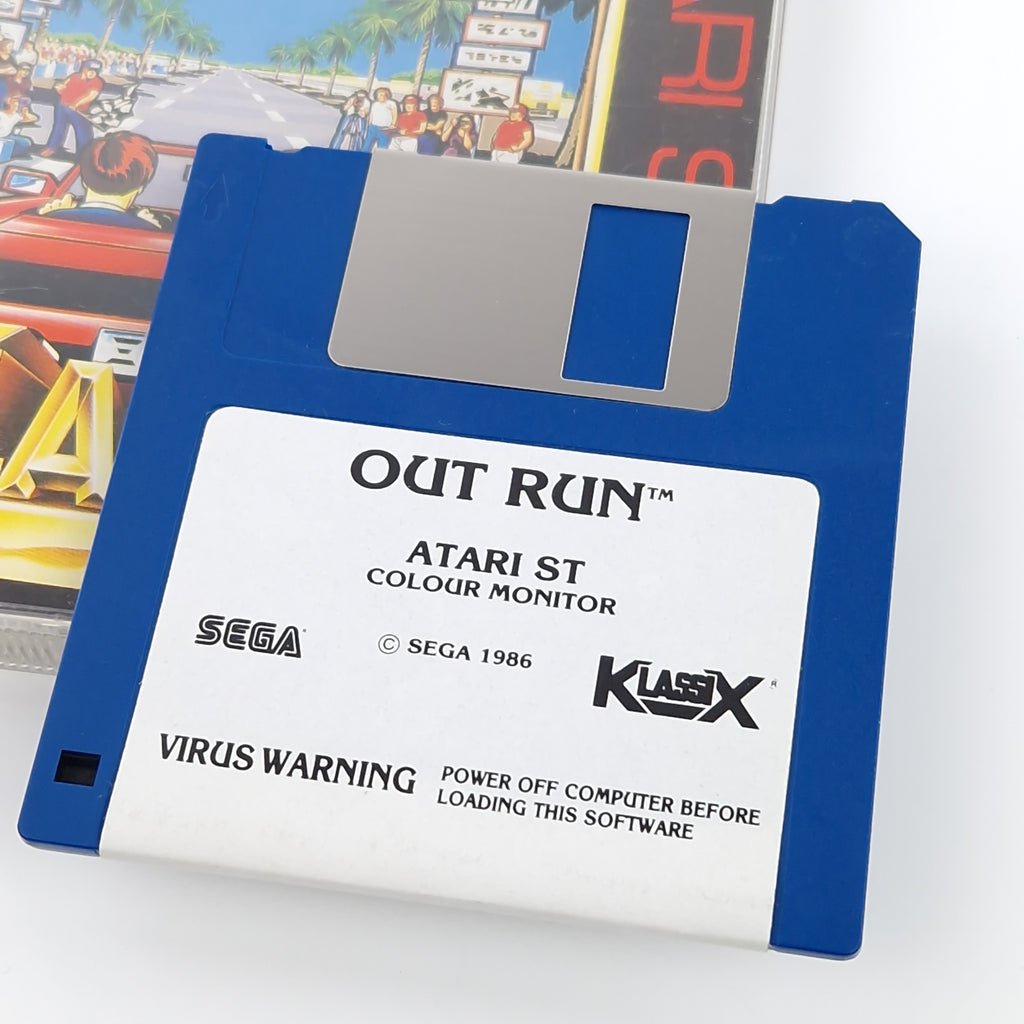 ARI S
A
OUT RUN™
ATARI ST
COLOUR MONITOR
SEGA
© SEGA 1986
KLASSIX®
VIRUS WARNING
POWER OFF COMPUTER BEFORE
LOADING THIS SOFTWARE